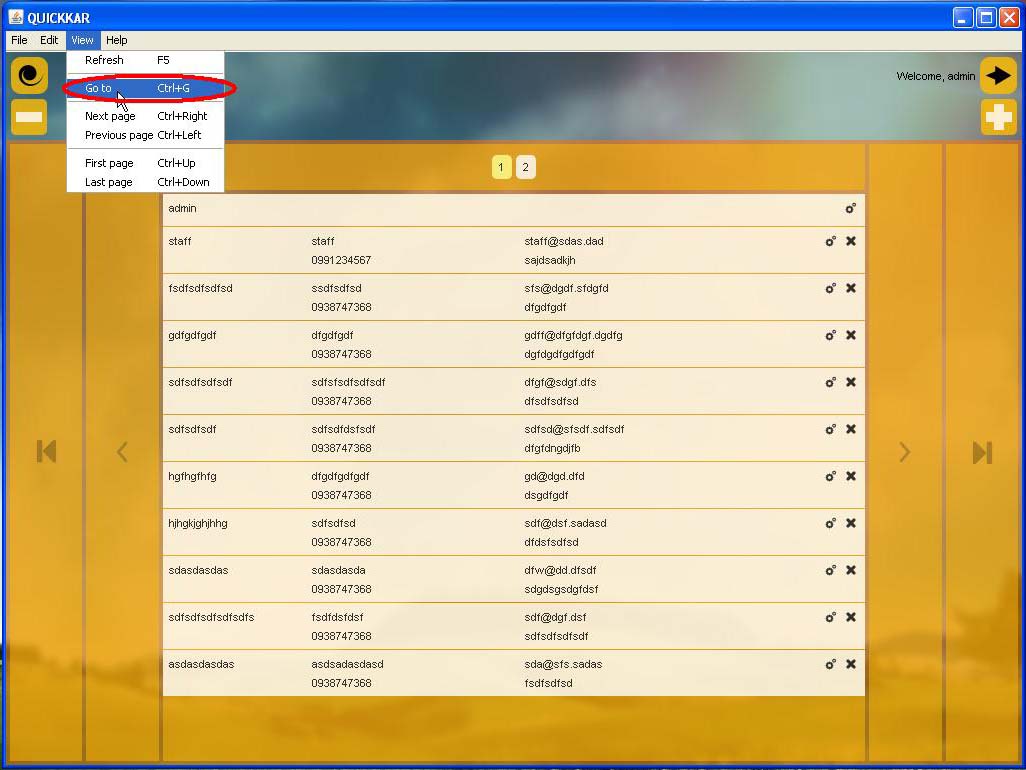 QUICKKAR
File Edit View Help
Refresh F5
Go to Ctrl+G
Next page Ctrl+Right
Previous page Ctrl+Left
First page Ctrl+Up
Last page Ctrl+Down
Welcome, admin
1 2
admin
staff staff staff@sdas.dad
0991234567 sajdsadkjh
fsdfsdfsdfsd ssdfsdfsd sfs@dgdf.sfdgfd
0938747368 dfgdfgdf
gdfgdfgdf dfgdfgdf gdff@dfgfdgf.dgdfg
0938747368 dgfdgdfgdfgdf
sdfsdfsdfsdf sdfsfsdfsdfsdf dfgf@sdgf.dfs
0938747368 dfsdfsdfsd
sdfsdfsdf sdfsdfdsfsdf sdfsd@sfsdf.sdfsdf
0938747368 dfgfdngdjfb
hgfhgfhfg dfgdfgdfgdf gd@dgd.dfd
0938747368 dsgdfgdf
hjhgkjghjhhg sdfsdfsd sdf@dsf.sadasd
0938747368 dfdsfsdfsd
sdasdasdas sdasdasda dfw@dd.dfsdf
0938747368 sdgdsgsdgfdsf
sdfsdfsdfsdfsdfs fsdfdsfdsf sdf@dgf.dsf
0938747368 sdfsdfsdfsdf
asdasdasdas asdsadasdasd sda@sfs.sadas
0938747368 fsdfsdfsd